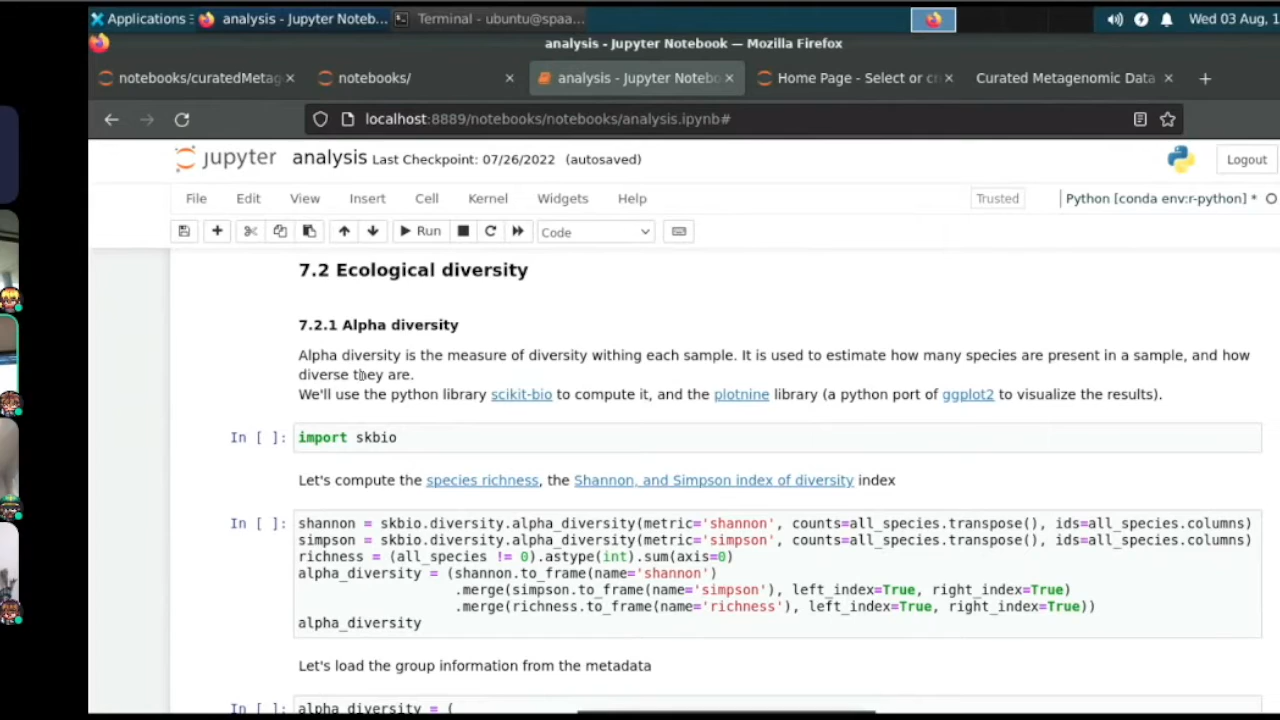 Applications
analysis - Jupyter Noteb...
Terminal - ubuntu@spaa...
Wed 03 Aug, 1
analysis - Jupyter Notebook — Mozilla Firefox
notebooks/curatedMetag
notebooks/
analysis - Jupyter Notebo
Home Page - Select or cr
Curated Metagenomic Data
localhost:8889/notebooks/notebooks/analysis.ipynb#
jupyter analysis Last Checkpoint: 07/26/2022 (autosaved)
Logout
File Edit View Insert Cell Kernel Widgets Help
Trusted
Python [conda env:r-python] *
Run
Code
7.2 Ecological diversity
7.2.1 Alpha diversity
Alpha diversity is the measure of diversity withing each sample. It is used to estimate how many species are present in a sample, and how
diverse they are.
We'll use the python library scikit-bio to compute it, and the plotnine library (a python port of ggplot2 to visualize the results).
In [ ]: import skbio
Let's compute the species richness, the Shannon, and Simpson index of diversity index
In [ ]: shannon = skbio.diversity.alpha_diversity(metric='shannon', counts=all_species.transpose(), ids=all_species.columns)
simpson = skbio.diversity.alpha_diversity(metric='simpson', counts=all_species.transpose(), ids=all_species.columns)
richness = (all_species != 0).astype(int).sum(axis=0)
alpha_diversity = (shannon.to_frame(name='shannon')
.merge(simpson.to_frame(name='simpson'), left_index=True, right_index=True)
.merge(richness.to_frame(name='richness'), left_index=True, right_index=True))
alpha_diversity
Let's load the group information from the metadata
In [ ]: alpha_diversity = (